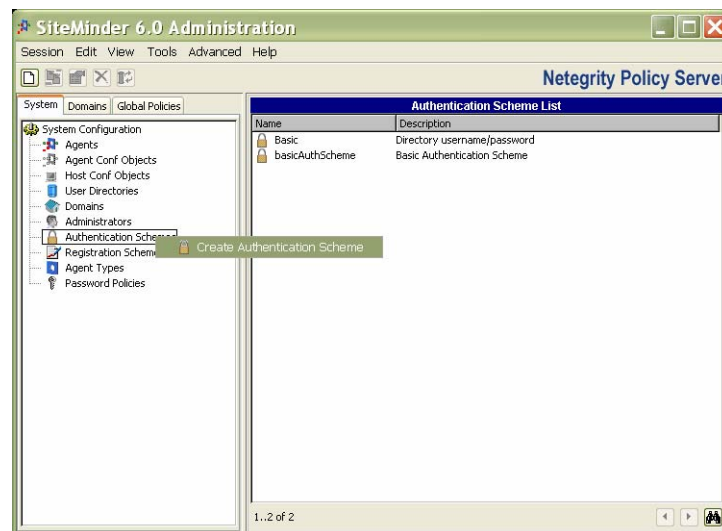 SiteMinder 6.0 Administration
Session Edit View Tools Advanced Help
Netegrity Policy Server
System Domains Global Policies
System Configuration
Agents
Agent Conf Objects
Host Conf Objects
User Directories
Domains
Administrators
Authentication Schemes
Create Authentication Scheme
Registration Scheme
Agent Types
Password Policies
Authentication Scheme List
Name Description
Basic Directory username/password
basicAuthScheme Basic Authentication Scheme
1..2 of 2